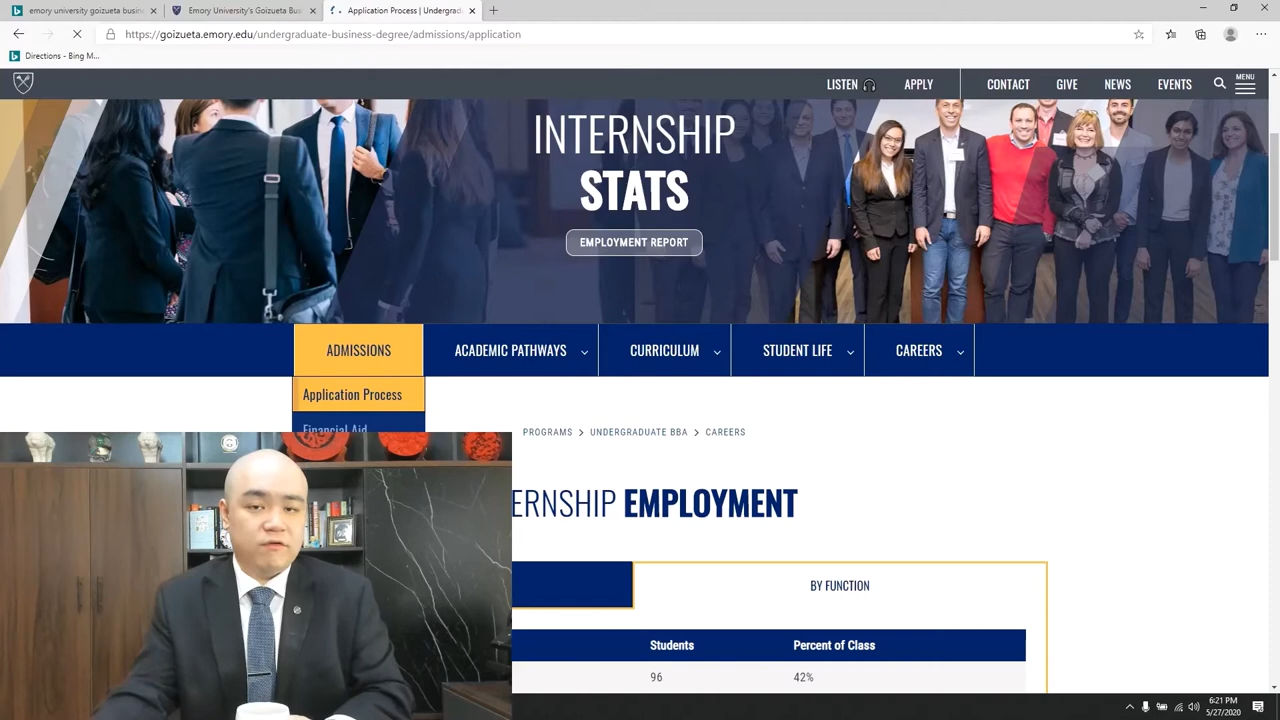 emory university's goizueta busin
Emory University's Goizueta Busi
Application Process | Undergradu
https://goizueta.emory.edu/undergraduate-business-degree/admissions/application
Directions - Bing M...
LISTEN APPLY CONTACT GIVE NEWS EVENTS MENU
INTERNSHIP
STATS
EMPLOYMENT REPORT
ADMISSIONS ACADEMIC PATHWAYS CURRICULUM STUDENT LIFE CAREERS
Application Process
Financial Aid
PROGRAMS > UNDERGRADUATE BBA > CAREERS
ERNSHIP EMPLOYMENT
BY FUNCTION
Students Percent of Class
96 42%
6:21 PM
5/27/2020